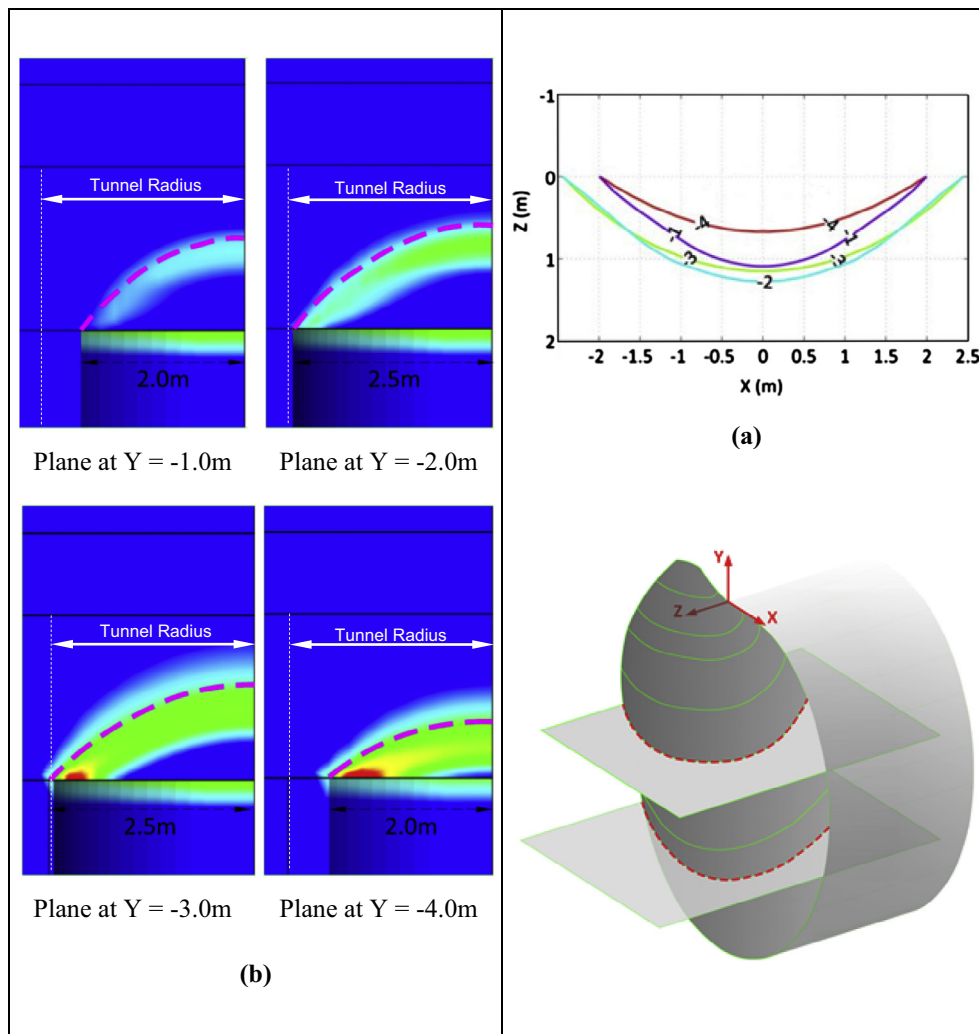 Tunnel Radius
2.0m
Plane at Y = -1.0m
Tunnel Radius
2.5m
Plane at Y = -2.0m
Tunnel Radius
2.5m
Plane at Y = -3.0m
Tunnel Radius
2.0m
Plane at Y = -4.0m
(b)
-1
0
1
2
Z (m)
-4
-4
-1
-1
-3
-2
-2 -1.5 -1 -0.5 0 0.5 1 1.5 2 2.5
X (m)
(a)
Y
Z
X